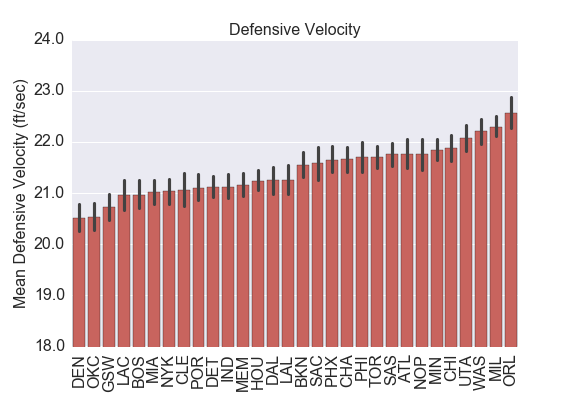 Defensive Velocity
Mean Defensive Velocity (ft/sec)
24.0
23.0
22.0
21.0
20.0
19.0
18.0
DEN OKC GSW LAC BOS MIA NYK CLE POR DET IND MEM HOU DAL LAL BKN SAC PHX CHA PHI TOR SAS ATL NOP MIN CHI UTA WAS MIL ORL